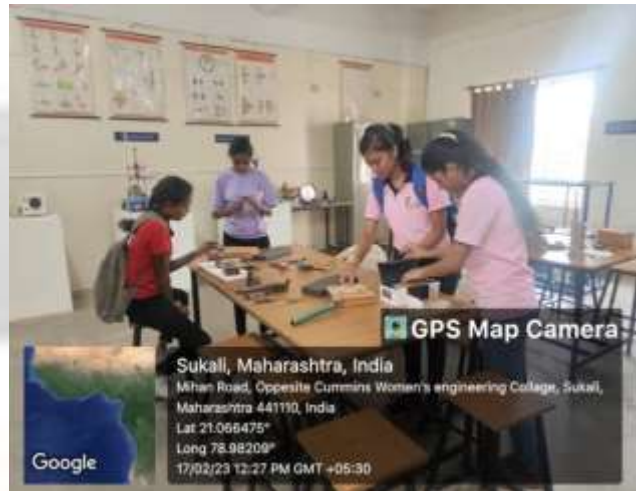 GPS Map Camera
Sukali, Maharashtra, India
Mihan Road, Opposite Cummins Women's engineering Collage, Sukali,
Maharashtra 441110, India
Lat 21.066475°
Long 78.98209°
17/02/23 12:27 PM GMT +05:30
Google